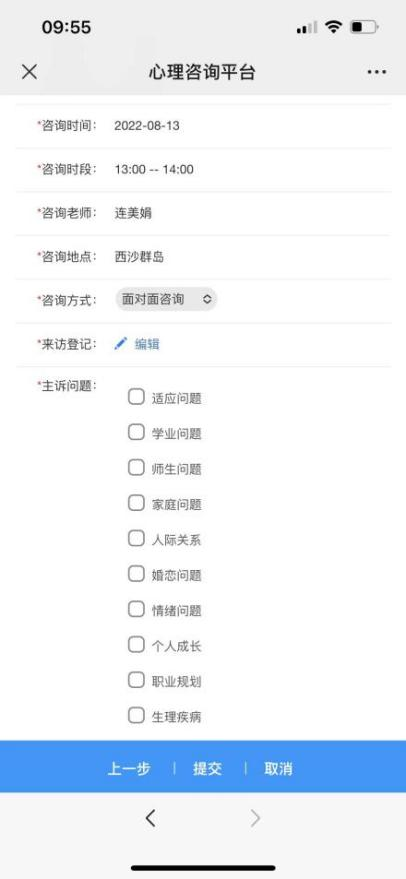 09:55
心理咨询平台
*咨询时间： 2022-08-13
*咨询时段： 13:00 -- 14:00
*咨询老师： 连美娟
*咨询地点： 西沙群岛
*咨询方式： 面对面咨询
*来访登记： 编辑
*主诉问题：
适应问题
学业问题
师生问题
家庭问题
人际关系
婚恋问题
情绪问题
个人成长
职业规划
生理疾病
上一步 | 提交 | 取消